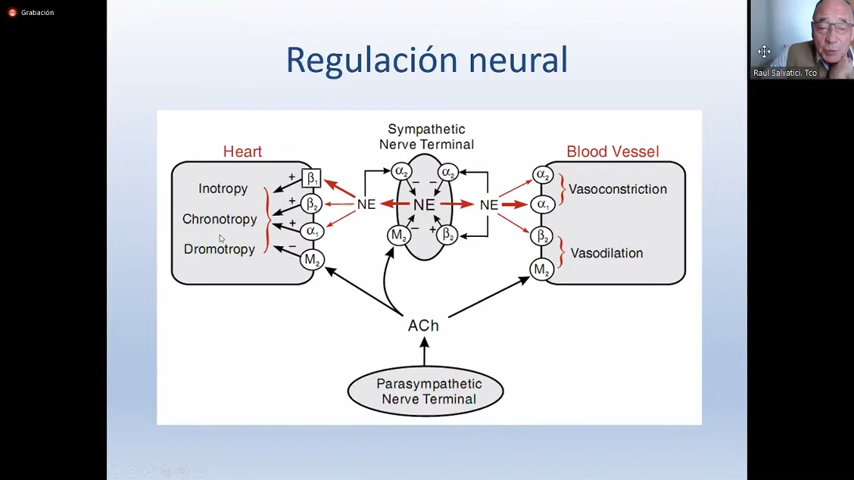 Grabación
Raul Salvatici, Tco
Regulación neural
Heart
Inotropy
Chronotropy
Dromotropy
+ β₁
+ β₂
+ α₁
− M₂
NE
Sympathetic
Nerve Terminal
α₂ − − α₂
NE
M₂ − + β₂
NE
Blood Vessel
α₂
α₁
β₂
M₂
Vasoconstriction
Vasodilation
ACh
Parasympathetic
Nerve Terminal